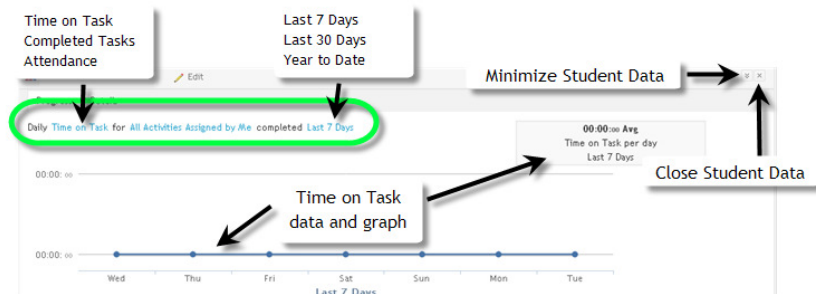 Time on Task
Completed Tasks
Attendance
Last 7 Days
Last 30 Days
Year to Date
Edit
Minimize Student Data
Daily Time on Task for All Activities Assigned by Me completed Last 7 Days
00:00:00 Avg
Time on Task per day
Last 7 Days
Close Student Data
00:00:00
Time on Task
data and graph
00:00:00
Wed Thu Fri Sat Sun Mon Tue
Last 7 Days